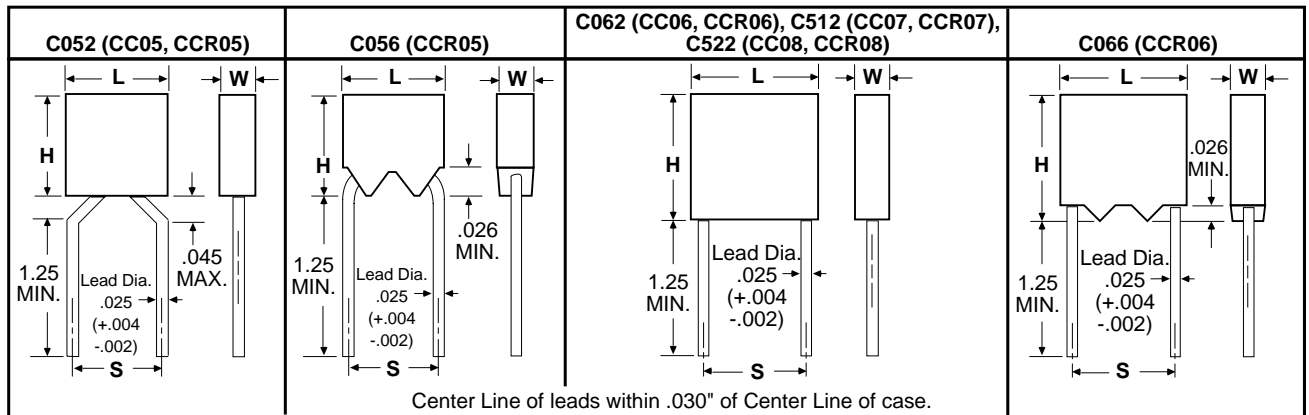 C052 (CC05, CCR05)
L
W
H
1.25
MIN.
.045
MAX.
Lead Dia.
.025
(+.004
-.002)
S
C056 (CCR05)
L
W
H
.026
MIN.
1.25
MIN.
Lead Dia.
.025
(+.004
-.002)
S
C062 (CC06, CCR06), C512 (CC07, CCR07),
C522 (CC08, CCR08)
L
W
H
1.25
MIN.
Lead Dia.
.025
(+.004
-.002)
S
C066 (CCR06)
L
W
H
.026
MIN.
1.25
MIN.
Lead Dia.
.025
(+.004
-.002)
S
Center Line of leads within .030" of Center Line of case.